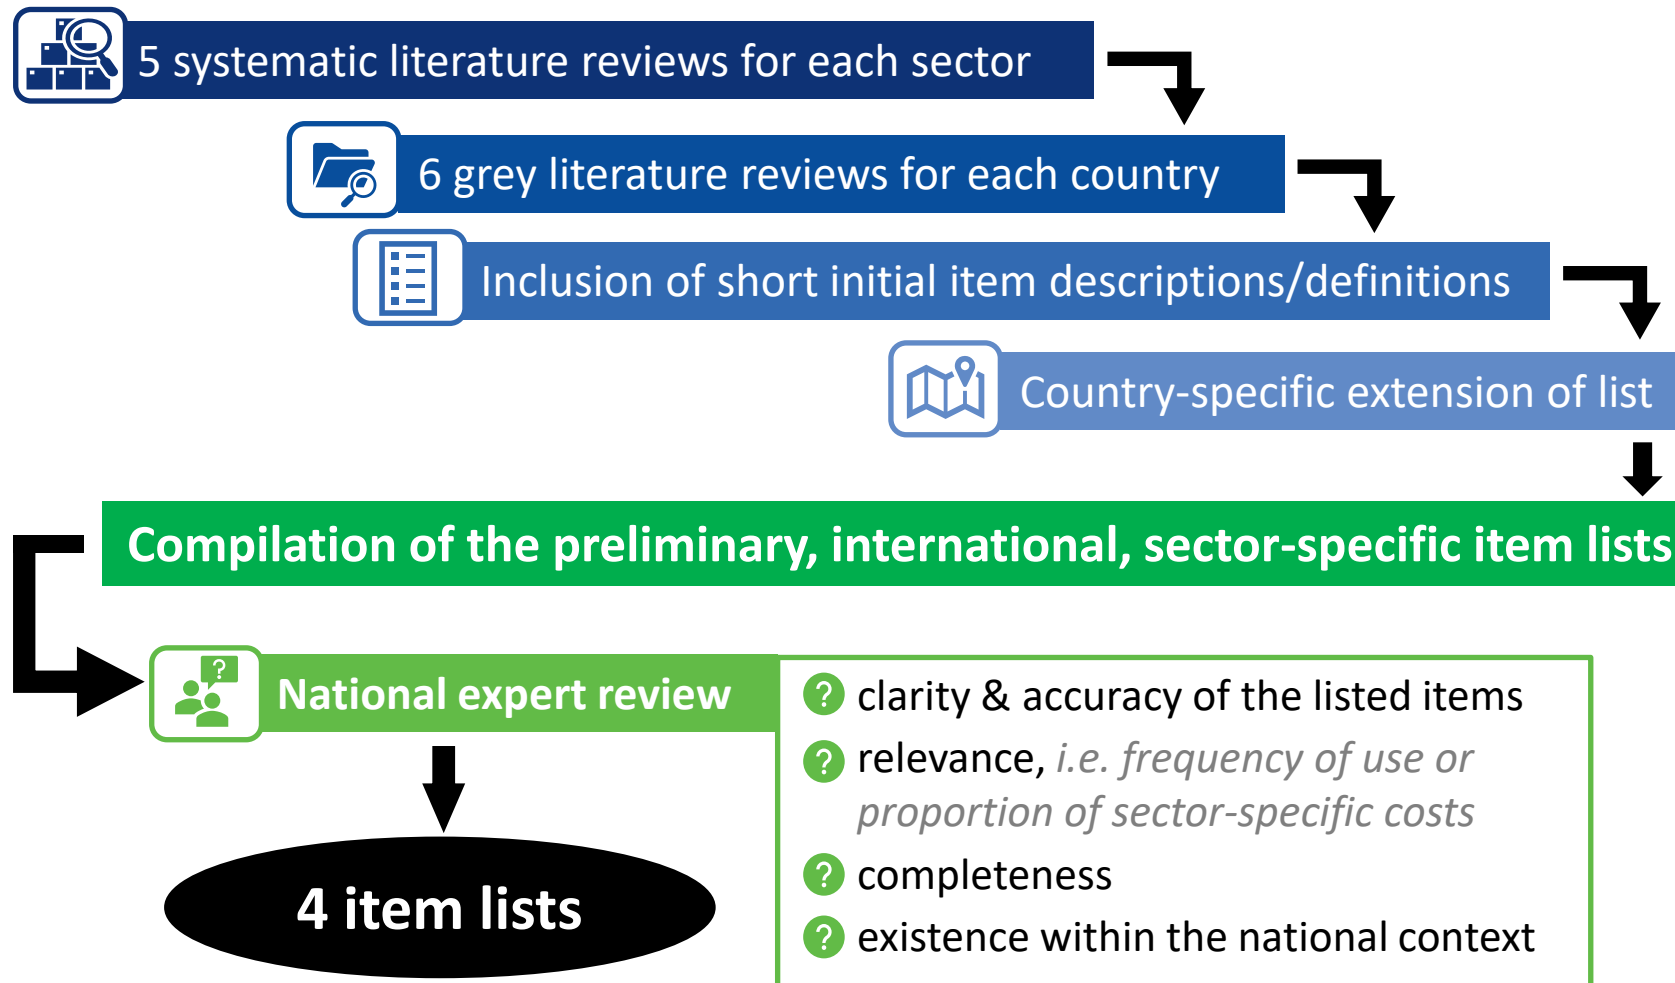 5 systematic literature reviews for each sector
6 grey literature reviews for each country
Inclusion of short initial item descriptions/definitions
Country-specific extension of list
Compilation of the preliminary, international, sector-specific item lists
?
National expert review
? clarity & accuracy of the listed items
? relevance, i.e. frequency of use or
proportion of sector-specific costs
? completeness
? existence within the national context
4 item lists